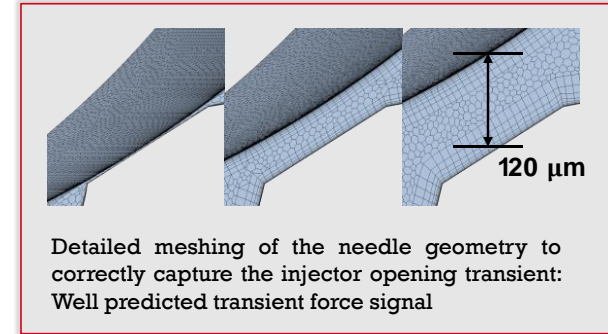 120 μm
Detailed meshing of the needle geometry to
correctly capture the injector opening transient:
Well predicted transient force signal